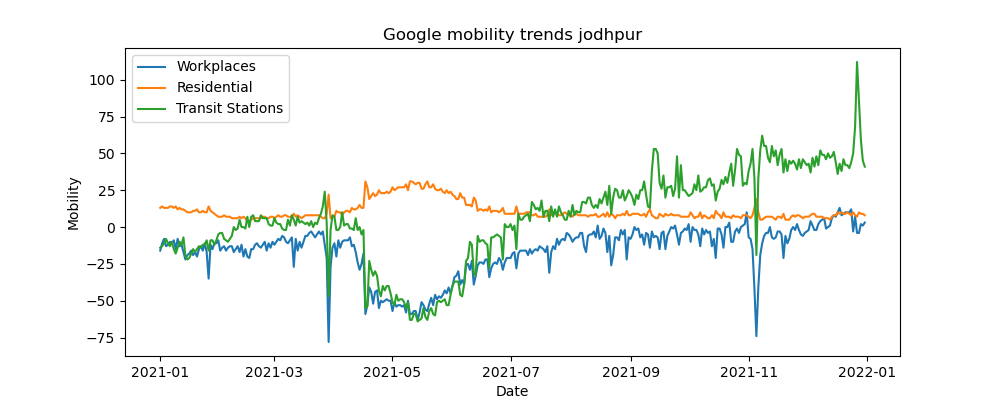 Google mobility trends jodhpur
Workplaces
Residential
Transit Stations
Mobility
100
75
50
25
0
−25
−50
−75
2021-01
2021-03
2021-05
2021-07
2021-09
2021-11
2022-01
Date